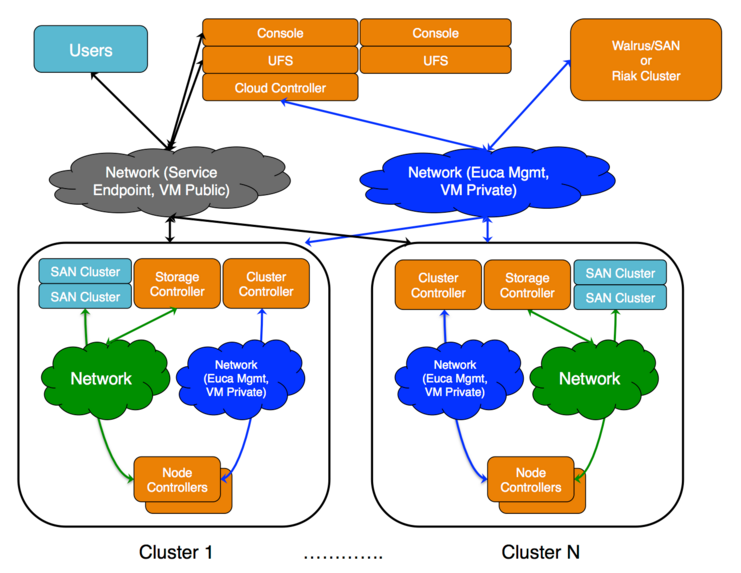 Users
Console
UFS
Cloud Controller
Console
UFS
Walrus/SAN
or
Riak Cluster
Network (Service
Endpoint, VM Public)
Network (Euca Mgmt,
VM Private)
SAN Cluster
SAN Cluster
Storage
Controller
Cluster
Controller
Network
Network
(Euca Mgmt,
VM Private)
Node
Controllers
Cluster
Controller
Storage
Controller
SAN Cluster
SAN Cluster
Network
(Euca Mgmt,
VM Private)
Network
Node
Controllers
Cluster 1
.............
Cluster N